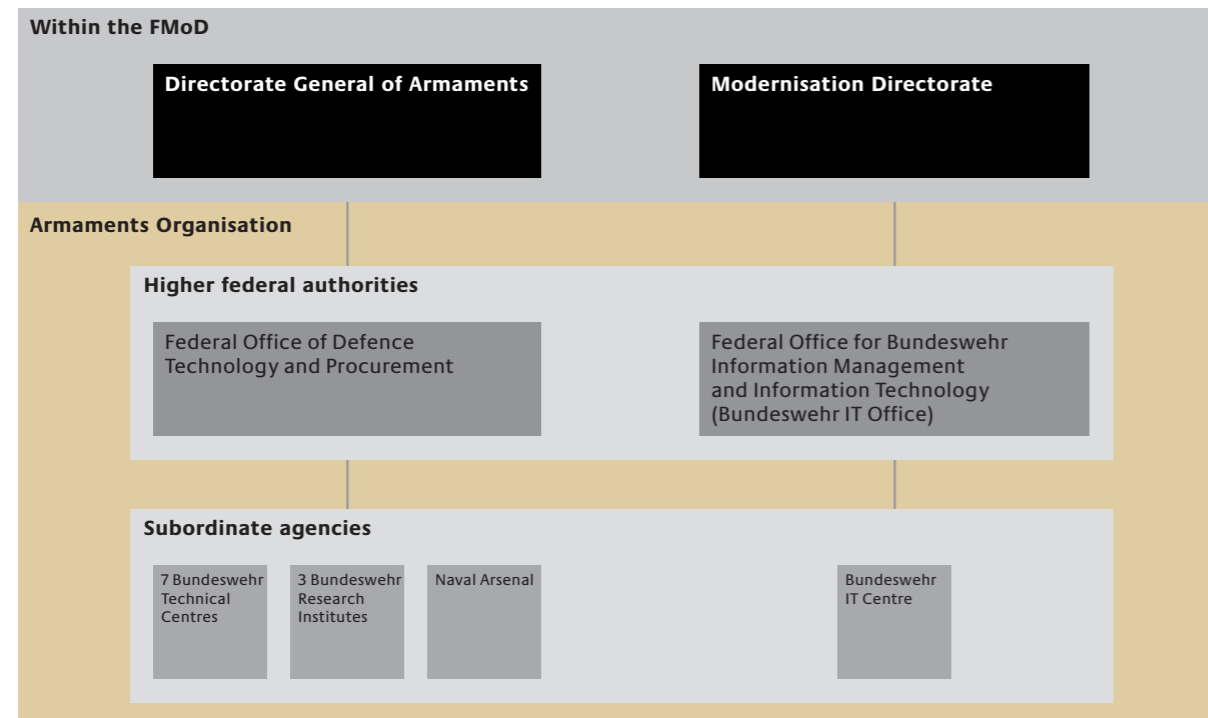 Within the FMoD
Directorate General of Armaments
Modernisation Directorate
Armaments Organisation
Higher federal authorities
Federal Office of Defence
Technology and Procurement
Federal Office for Bundeswehr
Information Management
and Information Technology
(Bundeswehr IT Office)
Subordinate agencies
7 Bundeswehr
Technical
Centres
3 Bundeswehr
Research
Institutes
Naval Arsenal
Bundeswehr
IT Centre